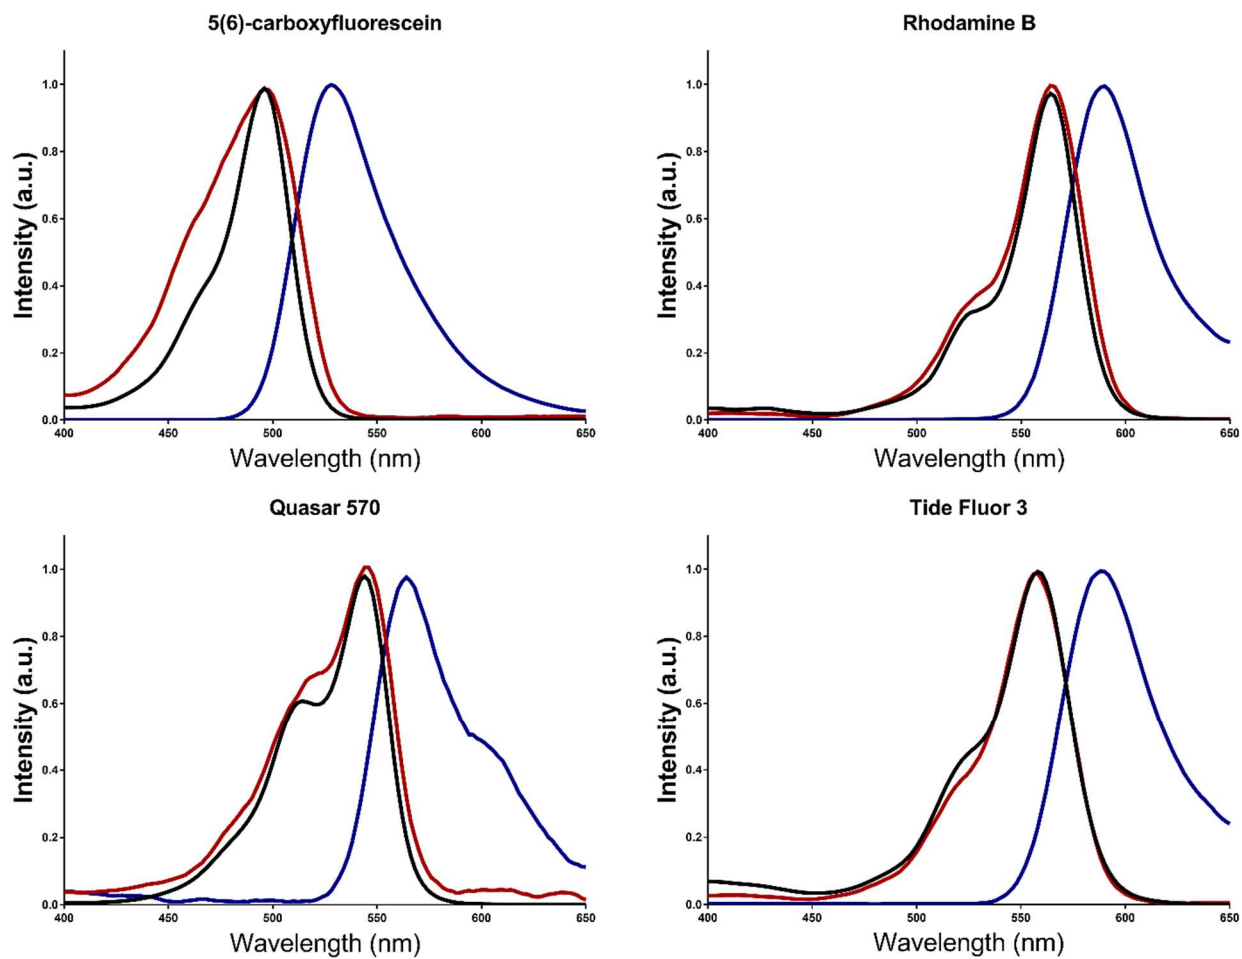 5(6)-carboxyfluorescein
Intensity (a.u.)
1.0
0.8
0.6
0.4
0.2
0.0
400 450 500 550 600 650
Wavelength (nm)
Rhodamine B
Intensity (a.u.)
1.0
0.8
0.6
0.4
0.2
0.0
400 450 500 550 600 650
Wavelength (nm)
Quasar 570
Intensity (a.u.)
1.0
0.8
0.6
0.4
0.2
0.0
400 450 500 550 600 650
Wavelength (nm)
Tide Fluor 3
Intensity (a.u.)
1.0
0.8
0.6
0.4
0.2
0.0
400 450 500 550 600 650
Wavelength (nm)